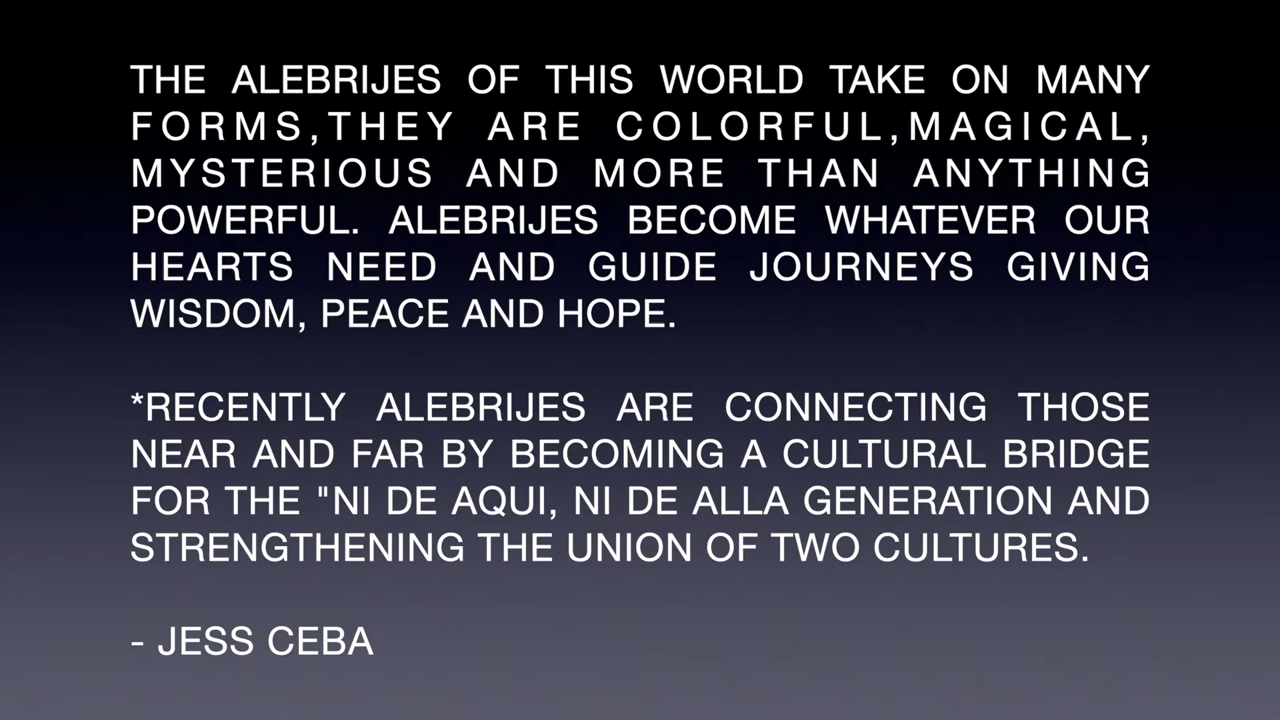 THE ALEBRIJES OF THIS WORLD TAKE ON MANY
FORMS,THEY ARE COLORFUL,MAGICAL,
MYSTERIOUS AND MORE THAN ANYTHING
POWERFUL. ALEBRIJES BECOME WHATEVER OUR
HEARTS NEED AND GUIDE JOURNEYS GIVING
WISDOM, PEACE AND HOPE.
*RECENTLY ALEBRIJES ARE CONNECTING THOSE
NEAR AND FAR BY BECOMING A CULTURAL BRIDGE
FOR THE "NI DE AQUI, NI DE ALLA GENERATION AND
STRENGTHENING THE UNION OF TWO CULTURES.
- JESS CEBA